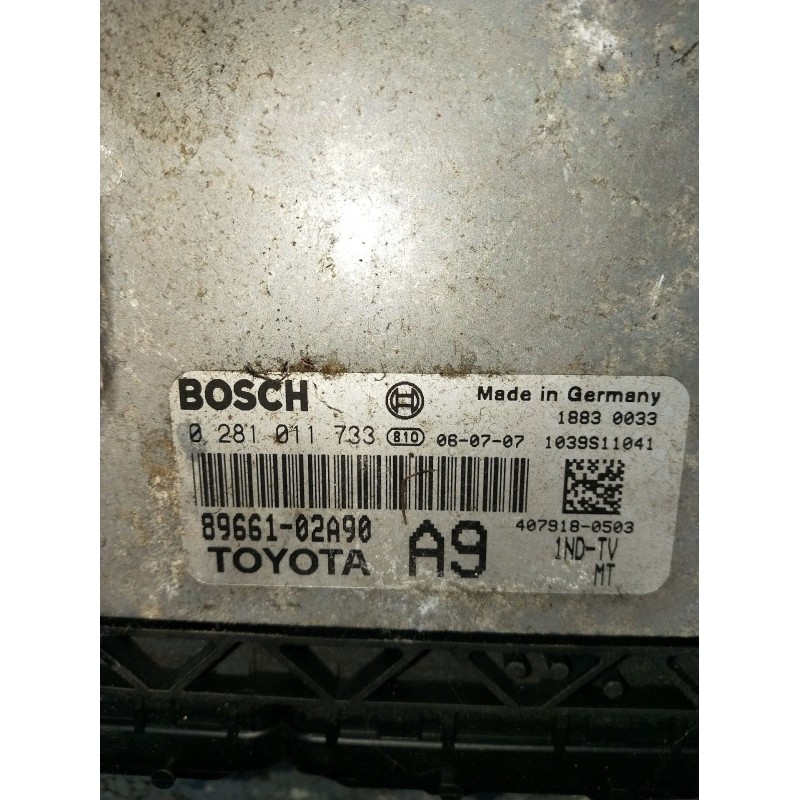 BOSCH Made in Germany
1883 0033
0 281 011 733 810 06-07-07 1039S11041
407918-0503
89661-02A90 A9 1ND-TV
TOYOTA MT